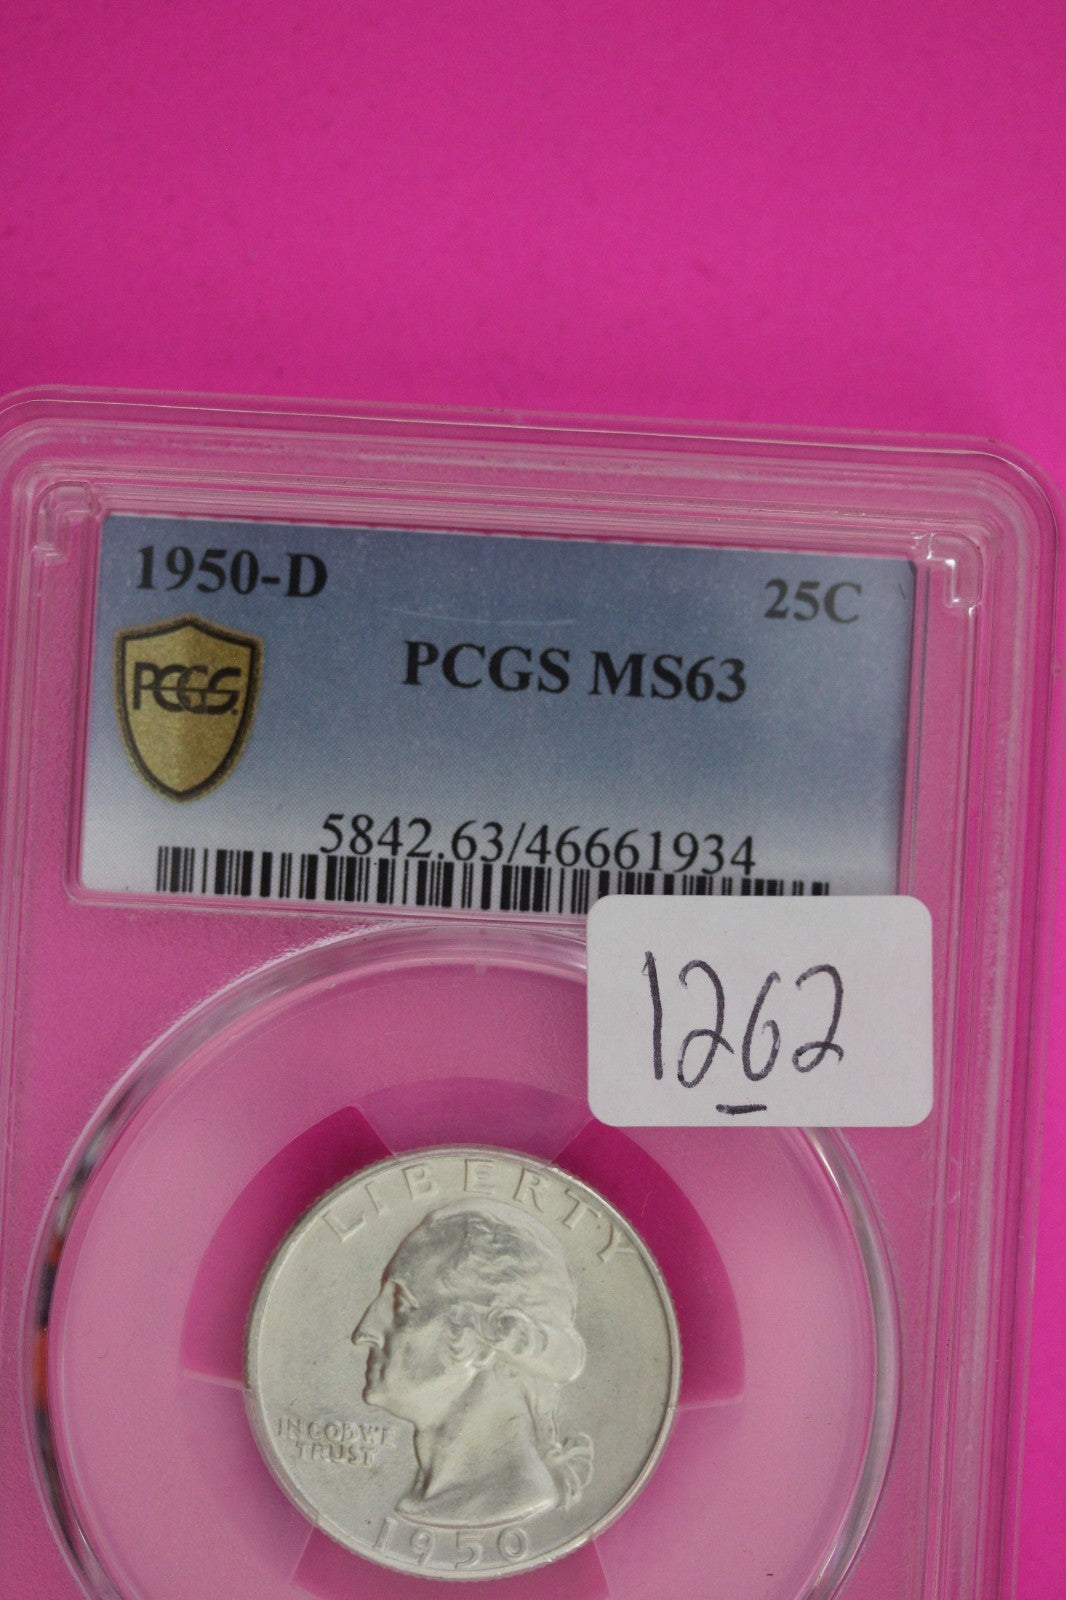 1950-D
25C
PCGS
PCGS MS63
5842.63/46661934
1262
LIBERTY
IN GOD WE
TRUST
1950